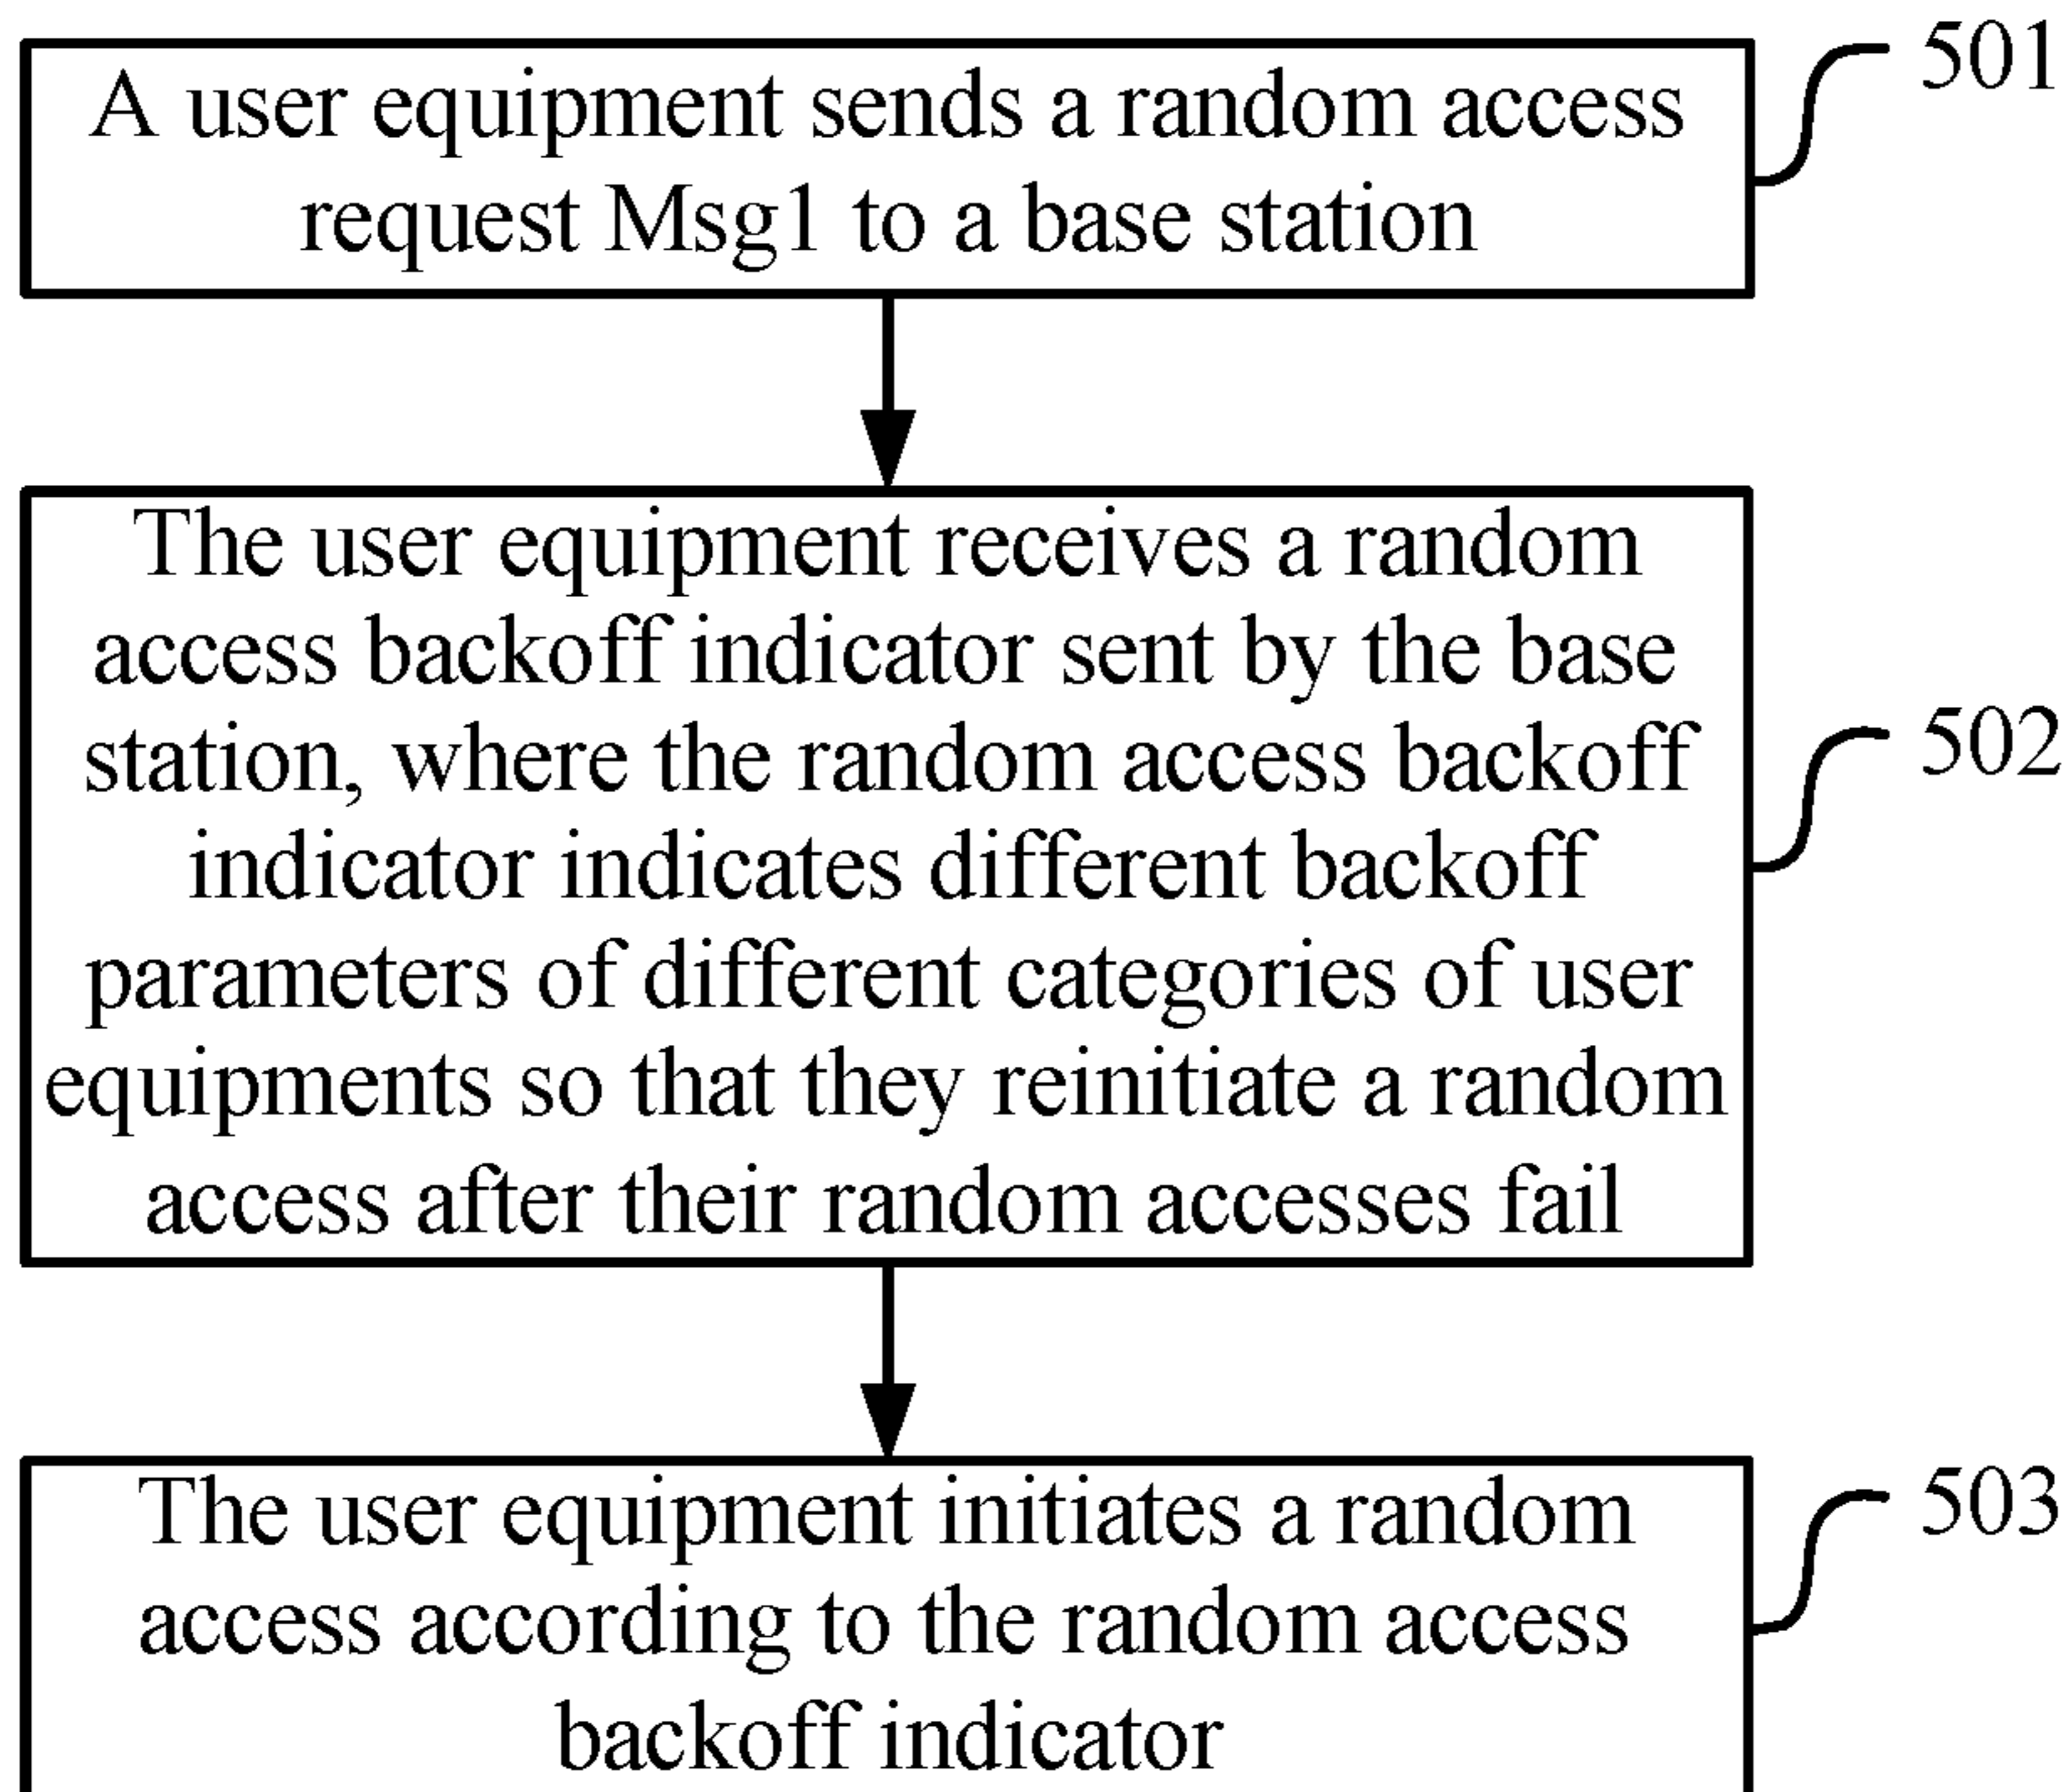 A user equipment sends a random access
request Msg1 to a base station
501
The user equipment receives a random
access backoff indicator sent by the base
station, where the random access backoff
indicator indicates different backoff
parameters of different categories of user
equipments so that they reinitiate a random
access after their random accesses fail
502
The user equipment initiates a random
access according to the random access
backoff indicator
503